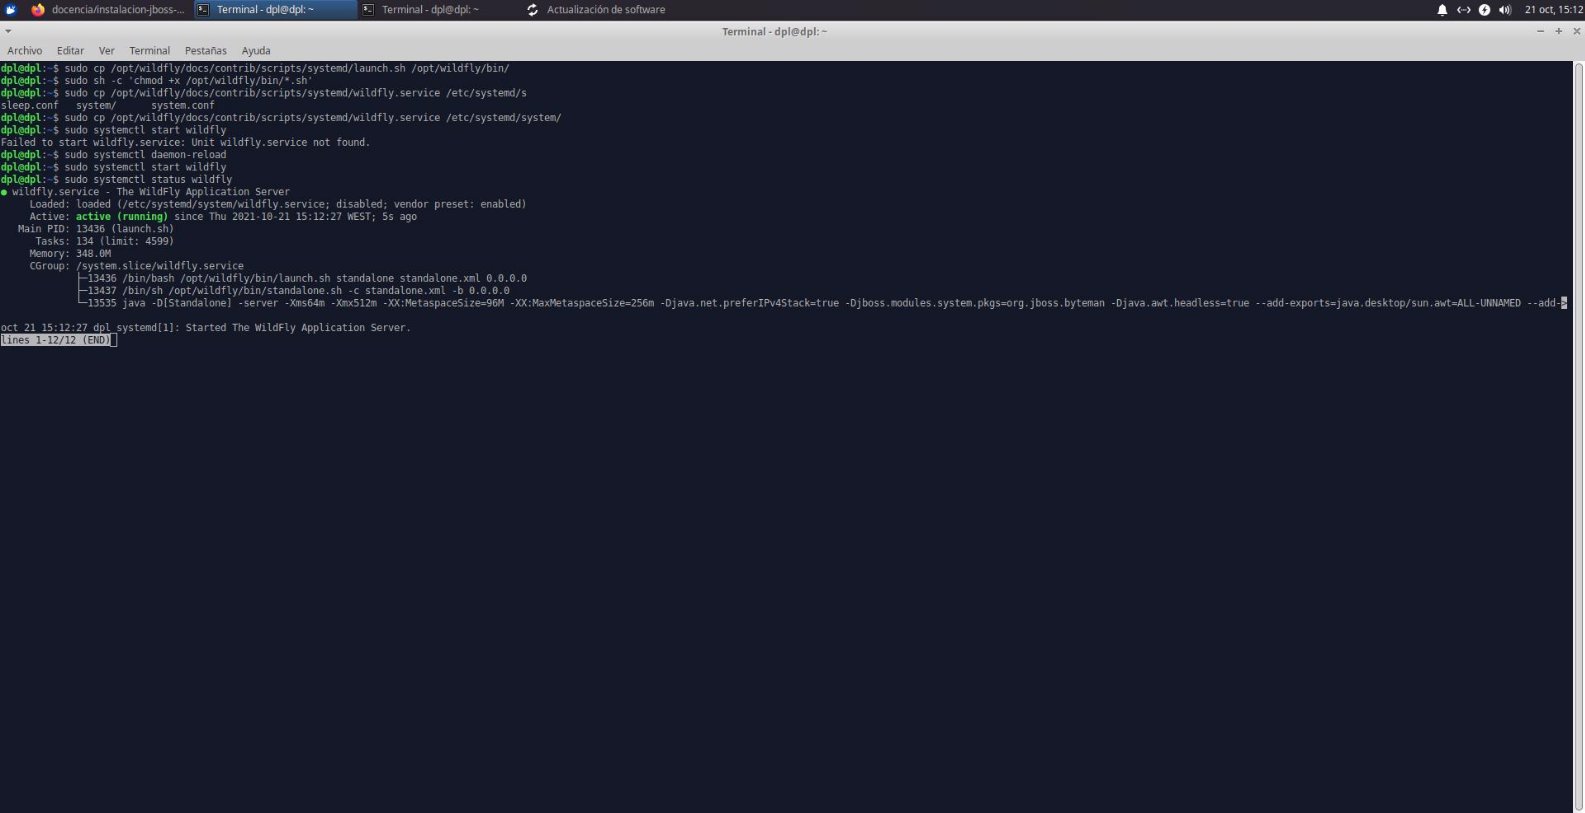 docencia/instalacion-jboss-... Terminal - dpl@dpl: ~ Terminal - dpl@dpl: ~ Actualización de software 21 oct, 15:12
Terminal - dpl@dpl: ~
Archivo Editar Ver Terminal Pestañas Ayuda
dpl@dpl:~$ sudo cp /opt/wildfly/docs/contrib/scripts/systemd/launch.sh /opt/wildfly/bin/
dpl@dpl:~$ sudo sh -c 'chmod +x /opt/wildfly/bin/*.sh'
dpl@dpl:~$ sudo cp /opt/wildfly/docs/contrib/scripts/systemd/wildfly.service /etc/systemd/s
sleep.conf   system/      system.conf
dpl@dpl:~$ sudo cp /opt/wildfly/docs/contrib/scripts/systemd/wildfly.service /etc/systemd/system/
dpl@dpl:~$ sudo systemctl start wildfly
Failed to start wildfly.service: Unit wildfly.service not found.
dpl@dpl:~$ sudo systemctl daemon-reload
dpl@dpl:~$ sudo systemctl start wildfly
dpl@dpl:~$ sudo systemctl status wildfly
● wildfly.service - The WildFly Application Server
     Loaded: loaded (/etc/systemd/system/wildfly.service; disabled; vendor preset: enabled)
     Active: active (running) since Thu 2021-10-21 15:12:27 WEST; 5s ago
   Main PID: 13436 (launch.sh)
      Tasks: 134 (limit: 4599)
     Memory: 348.0M
     CGroup: /system.slice/wildfly.service
             ├─13436 /bin/bash /opt/wildfly/bin/launch.sh standalone standalone.xml 0.0.0.0
             ├─13437 /bin/sh /opt/wildfly/bin/standalone.sh -c standalone.xml -b 0.0.0.0
             └─13535 java -D[Standalone] -server -Xms64m -Xmx512m -XX:MetaspaceSize=96M -XX:MaxMetaspaceSize=256m -Djava.net.preferIPv4Stack=true -Djboss.modules.system.pkgs=org.jboss.byteman -Djava.awt.headless=true --add-exports=java.desktop/sun.awt=ALL-UNNAMED --add->
oct 21 15:12:27 dpl systemd[1]: Started The WildFly Application Server.
lines 1-12/12 (END)